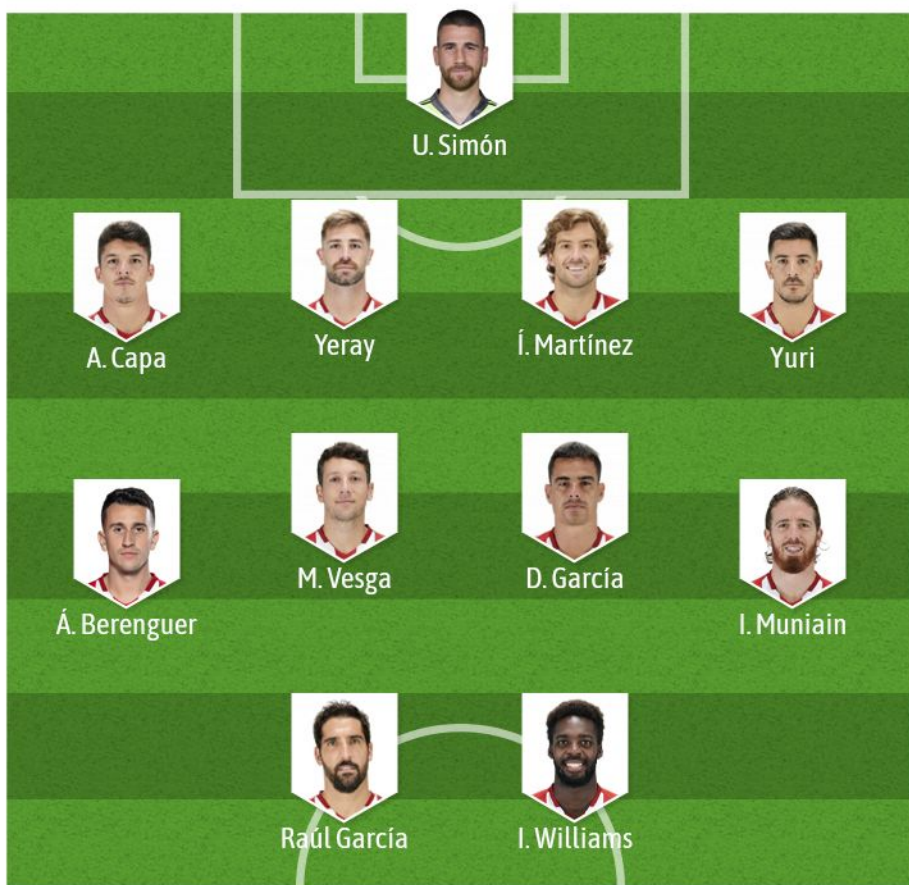 U. Simón
A. Capa
Yeray
Í. Martínez
Yuri
Á. Berenguer
M. Vesga
D. García
I. Muniain
Raúl García
I. Williams